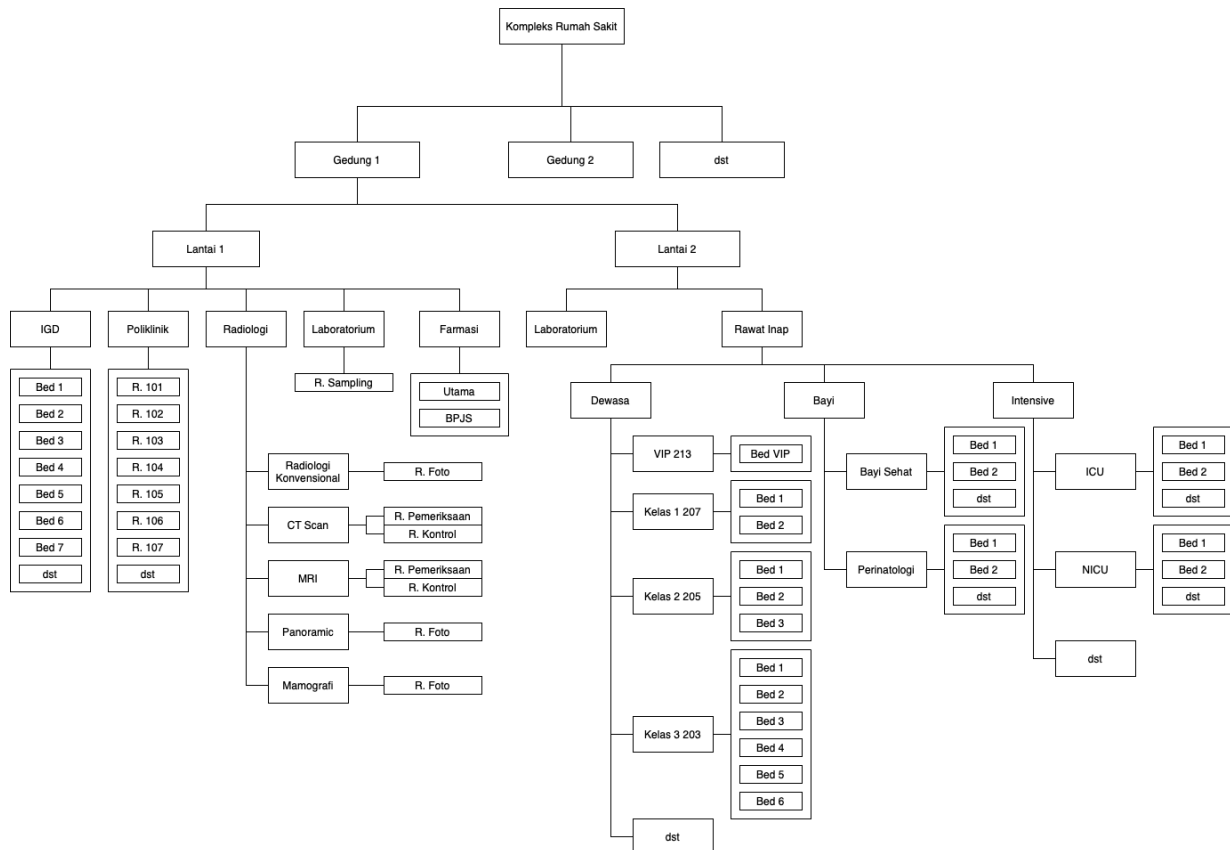 Kompleks Rumah Sakit
Gedung 1
Gedung 2
dst
Lantai 1
Lantai 2
IGD
Poliklinik
Radiologi
Laboratorium
Farmasi
Laboratorium
Rawat Inap
Bed 1
Bed 2
Bed 3
Bed 4
Bed 5
Bed 6
Bed 7
dst
R. 101
R. 102
R. 103
R. 104
R. 105
R. 106
R. 107
dst
R. Sampling
Utama
BPJS
Radiologi
Konvensional
R. Foto
CT Scan
R. Pemeriksaan
R. Kontrol
MRI
R. Pemeriksaan
R. Kontrol
Panoramic
R. Foto
Mamografi
R. Foto
Dewasa
Bayi
Intensive
VIP 213
Bed VIP
Kelas 1 207
Bed 1
Bed 2
Kelas 2 205
Bed 1
Bed 2
Bed 3
Kelas 3 203
Bed 1
Bed 2
Bed 3
Bed 4
Bed 5
Bed 6
dst
Bayi Sehat
Bed 1
Bed 2
dst
Perinatologi
Bed 1
Bed 2
dst
ICU
Bed 1
Bed 2
dst
NICU
Bed 1
Bed 2
dst
dst